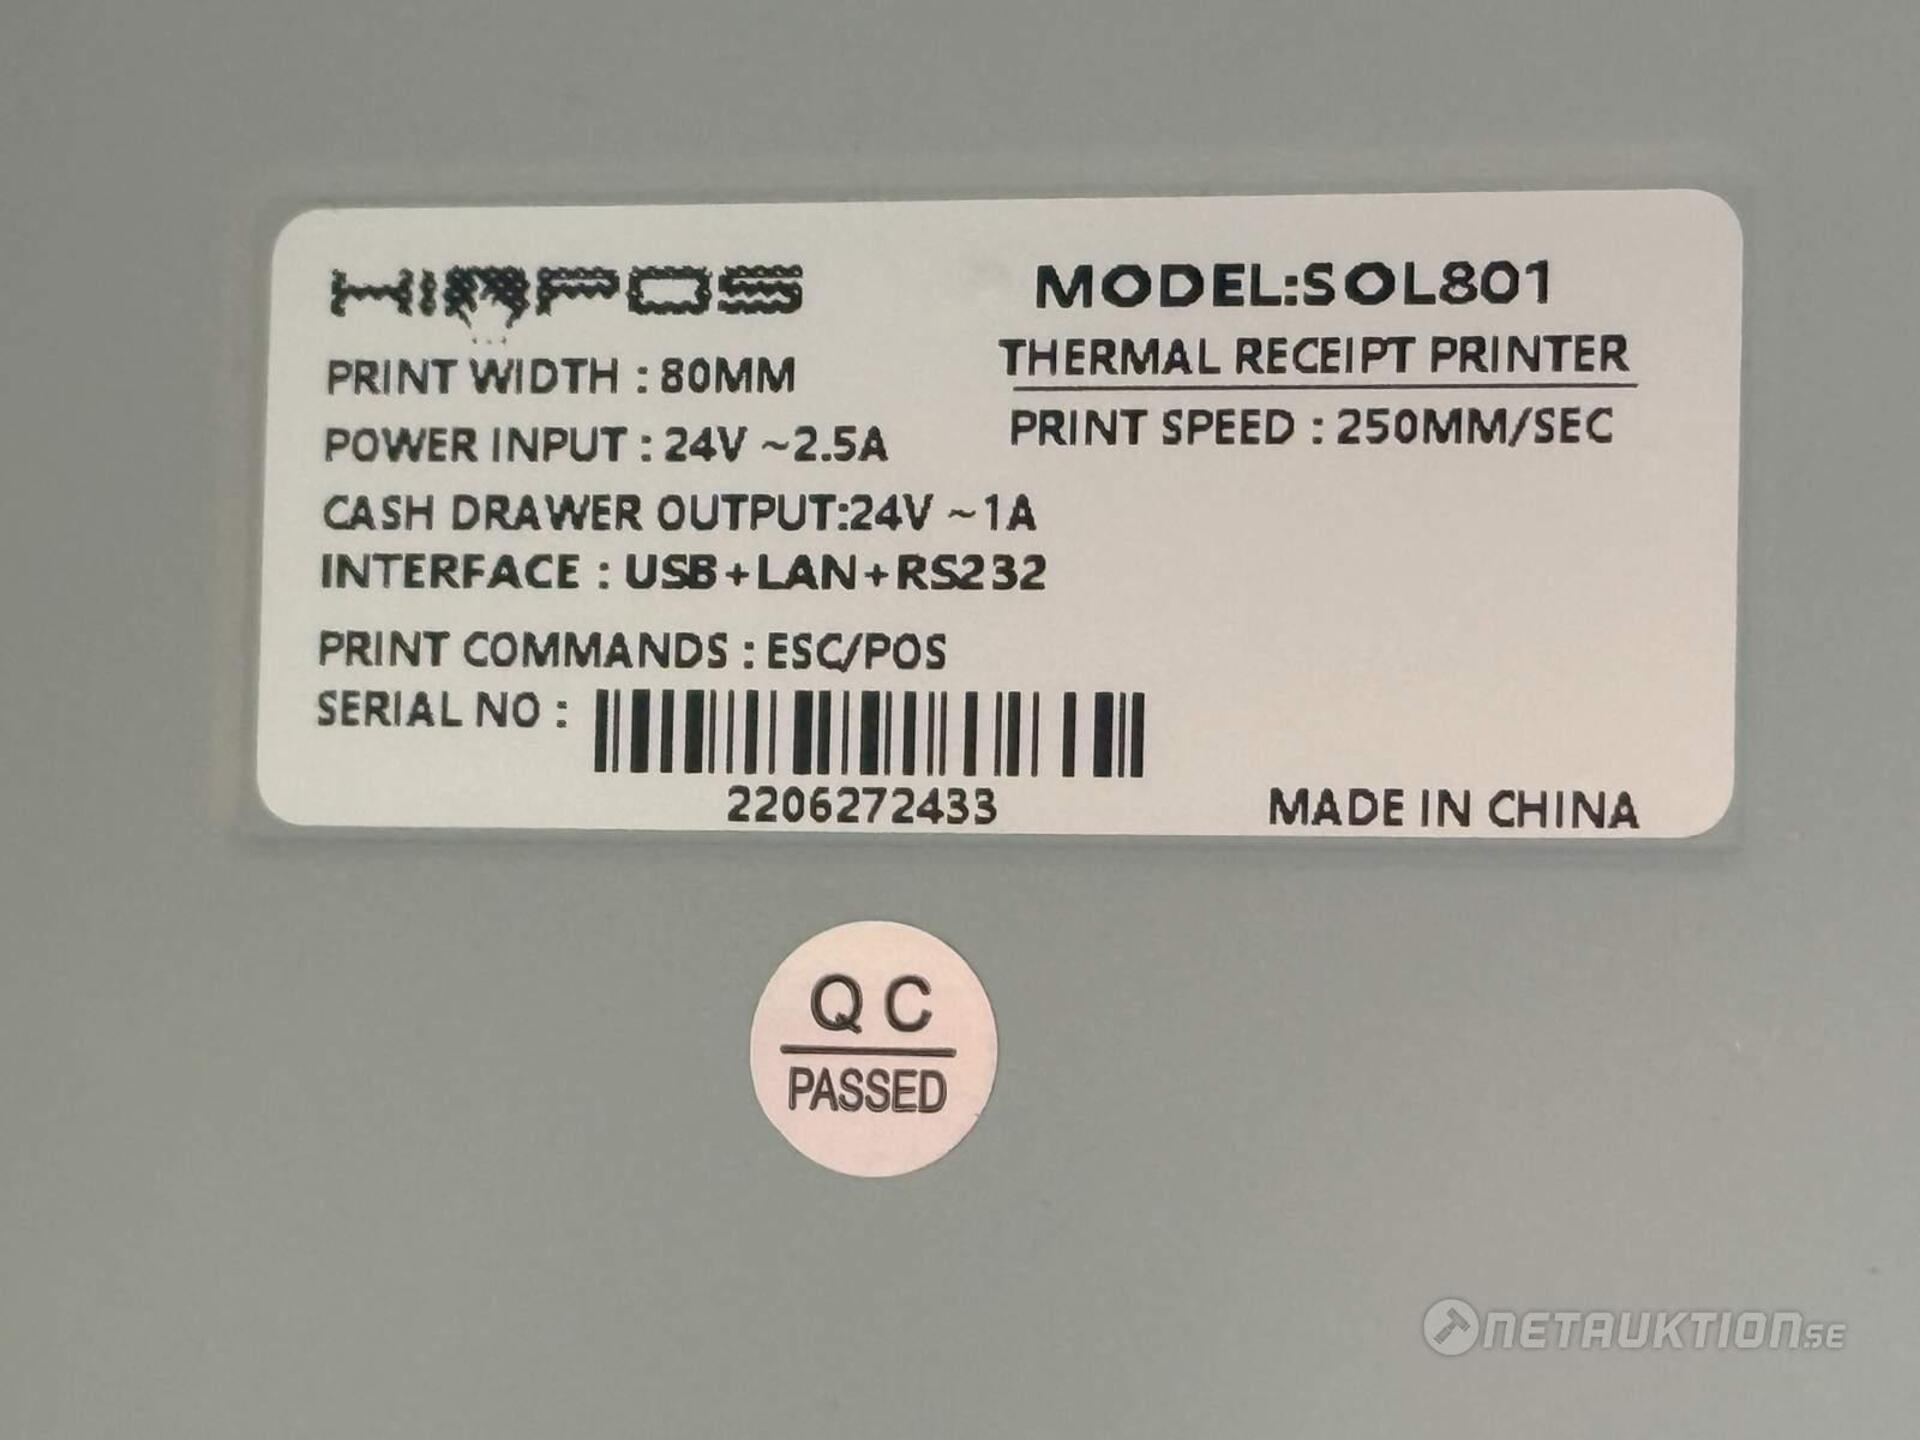 MODEL:SOL801
PRINT WIDTH : 80MM
THERMAL RECEIPT PRINTER
POWER INPUT : 24V ~2.5A
PRINT SPEED : 250MM/SEC
CASH DRAWER OUTPUT:24V ~1A
INTERFACE : USB+LAN+RS232
PRINT COMMANDS : ESC/POS
SERIAL NO :
2206272433
MADE IN CHINA
QC
PASSED
NETAUKTION.SE